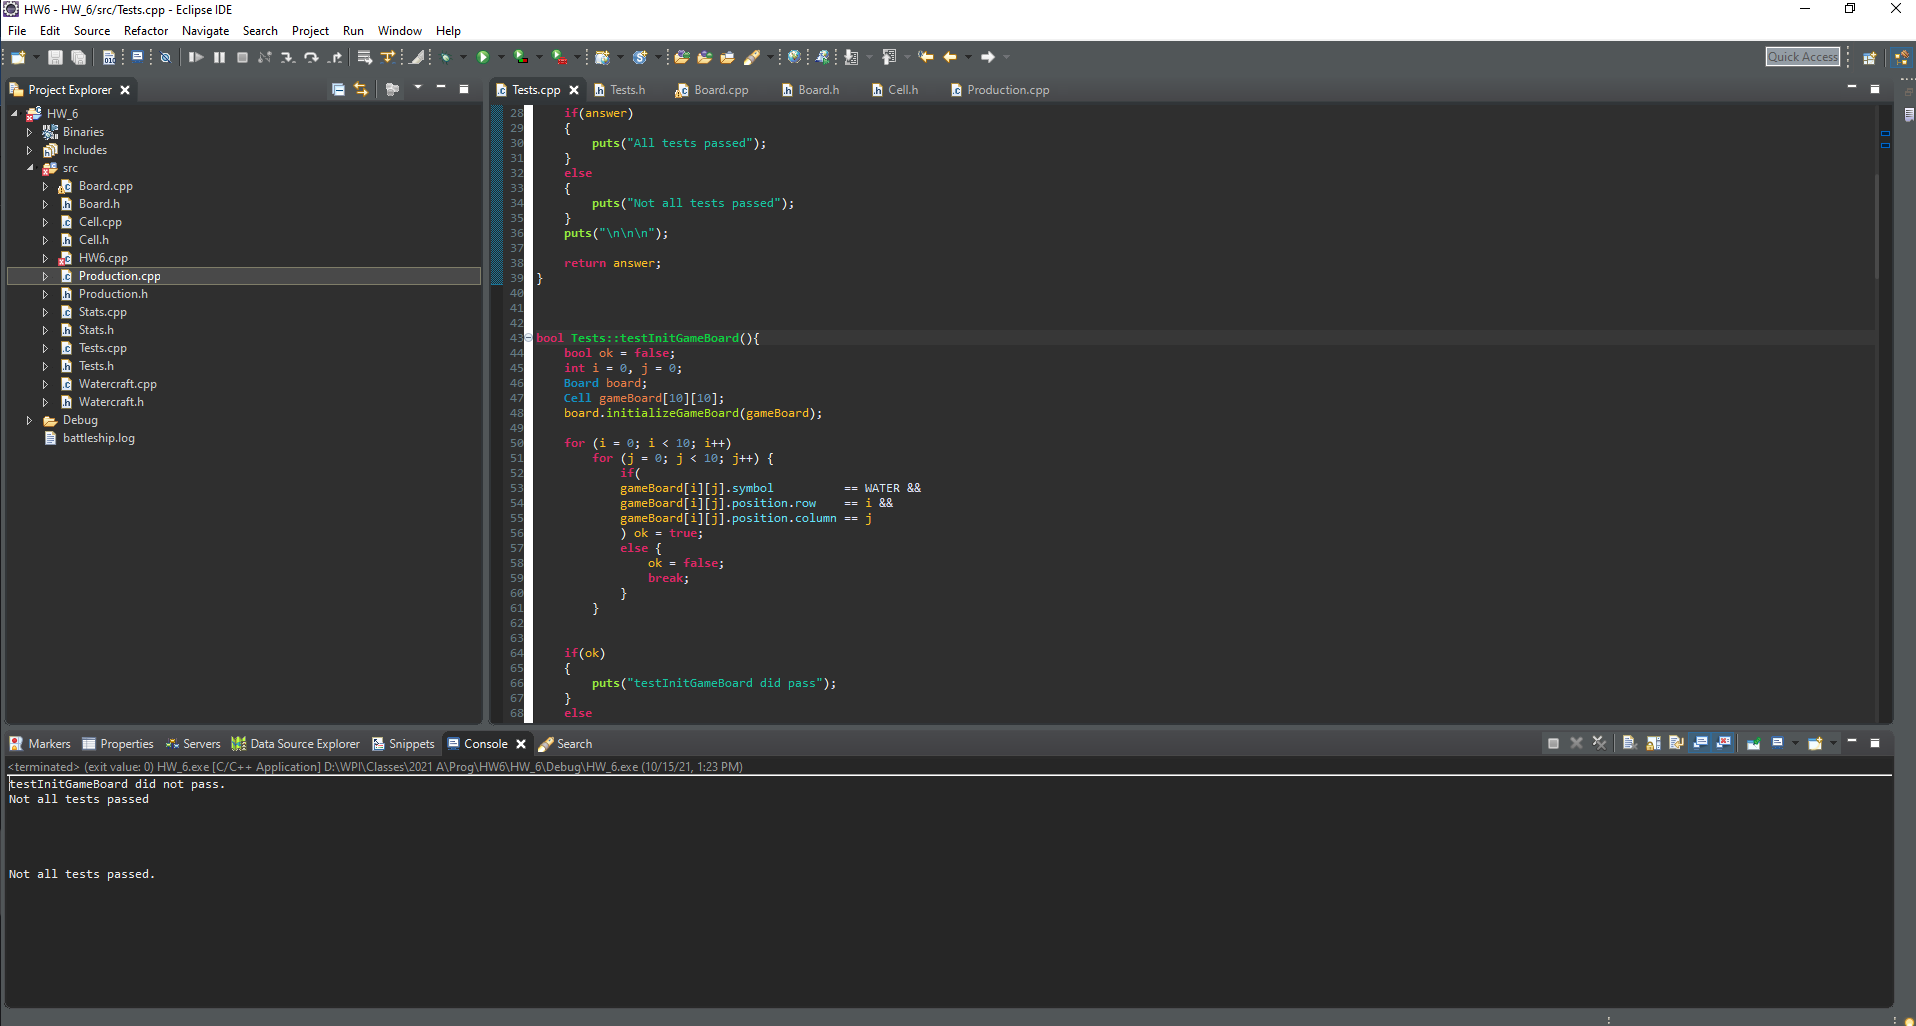 HW6 - HW_6/src/Tests.cpp - Eclipse IDE
File Edit Source Refactor Navigate Search Project Run Window Help
Quick Access
Project Explorer
HW_6
Binaries
Includes
src
Board.cpp
Board.h
Cell.cpp
Cell.h
HW6.cpp
Production.cpp
Production.h
Stats.cpp
Stats.h
Tests.cpp
Tests.h
Watercraft.cpp
Watercraft.h
Debug
battleship.log
Tests.cpp Tests.h Board.cpp Board.h Cell.h Production.cpp
28 if(answer)
29 {
30 puts("All tests passed");
31 }
32 else
33 {
34 puts("Not all tests passed");
35 }
36 puts("\n\n\n");
37
38 return answer;
39 }
40
41
42
43 bool Tests::testInitGameBoard(){
44 bool ok = false;
45 int i = 0, j = 0;
46 Board board;
47 Cell gameBoard[10][10];
48 board.initializeGameBoard(gameBoard);
49
50 for (i = 0; i < 10; i++)
51 for (j = 0; j < 10; j++) {
52 if(
53 gameBoard[i][j].symbol == WATER &&
54 gameBoard[i][j].position.row == i &&
55 gameBoard[i][j].position.column == j
56 ) ok = true;
57 else {
58 ok = false;
59 break;
60 }
61 }
62
63
64 if(ok)
65 {
66 puts("testInitGameBoard did pass");
67 }
68 else
Markers Properties Servers Data Source Explorer Snippets Console Search
<terminated> (exit value: 0) HW_6.exe [C/C++ Application] D:\WPI\Classes\2021 A\Prog\HW6\HW_6\Debug\HW_6.exe (10/15/21, 1:23 PM)
testInitGameBoard did not pass.
Not all tests passed
Not all tests passed.